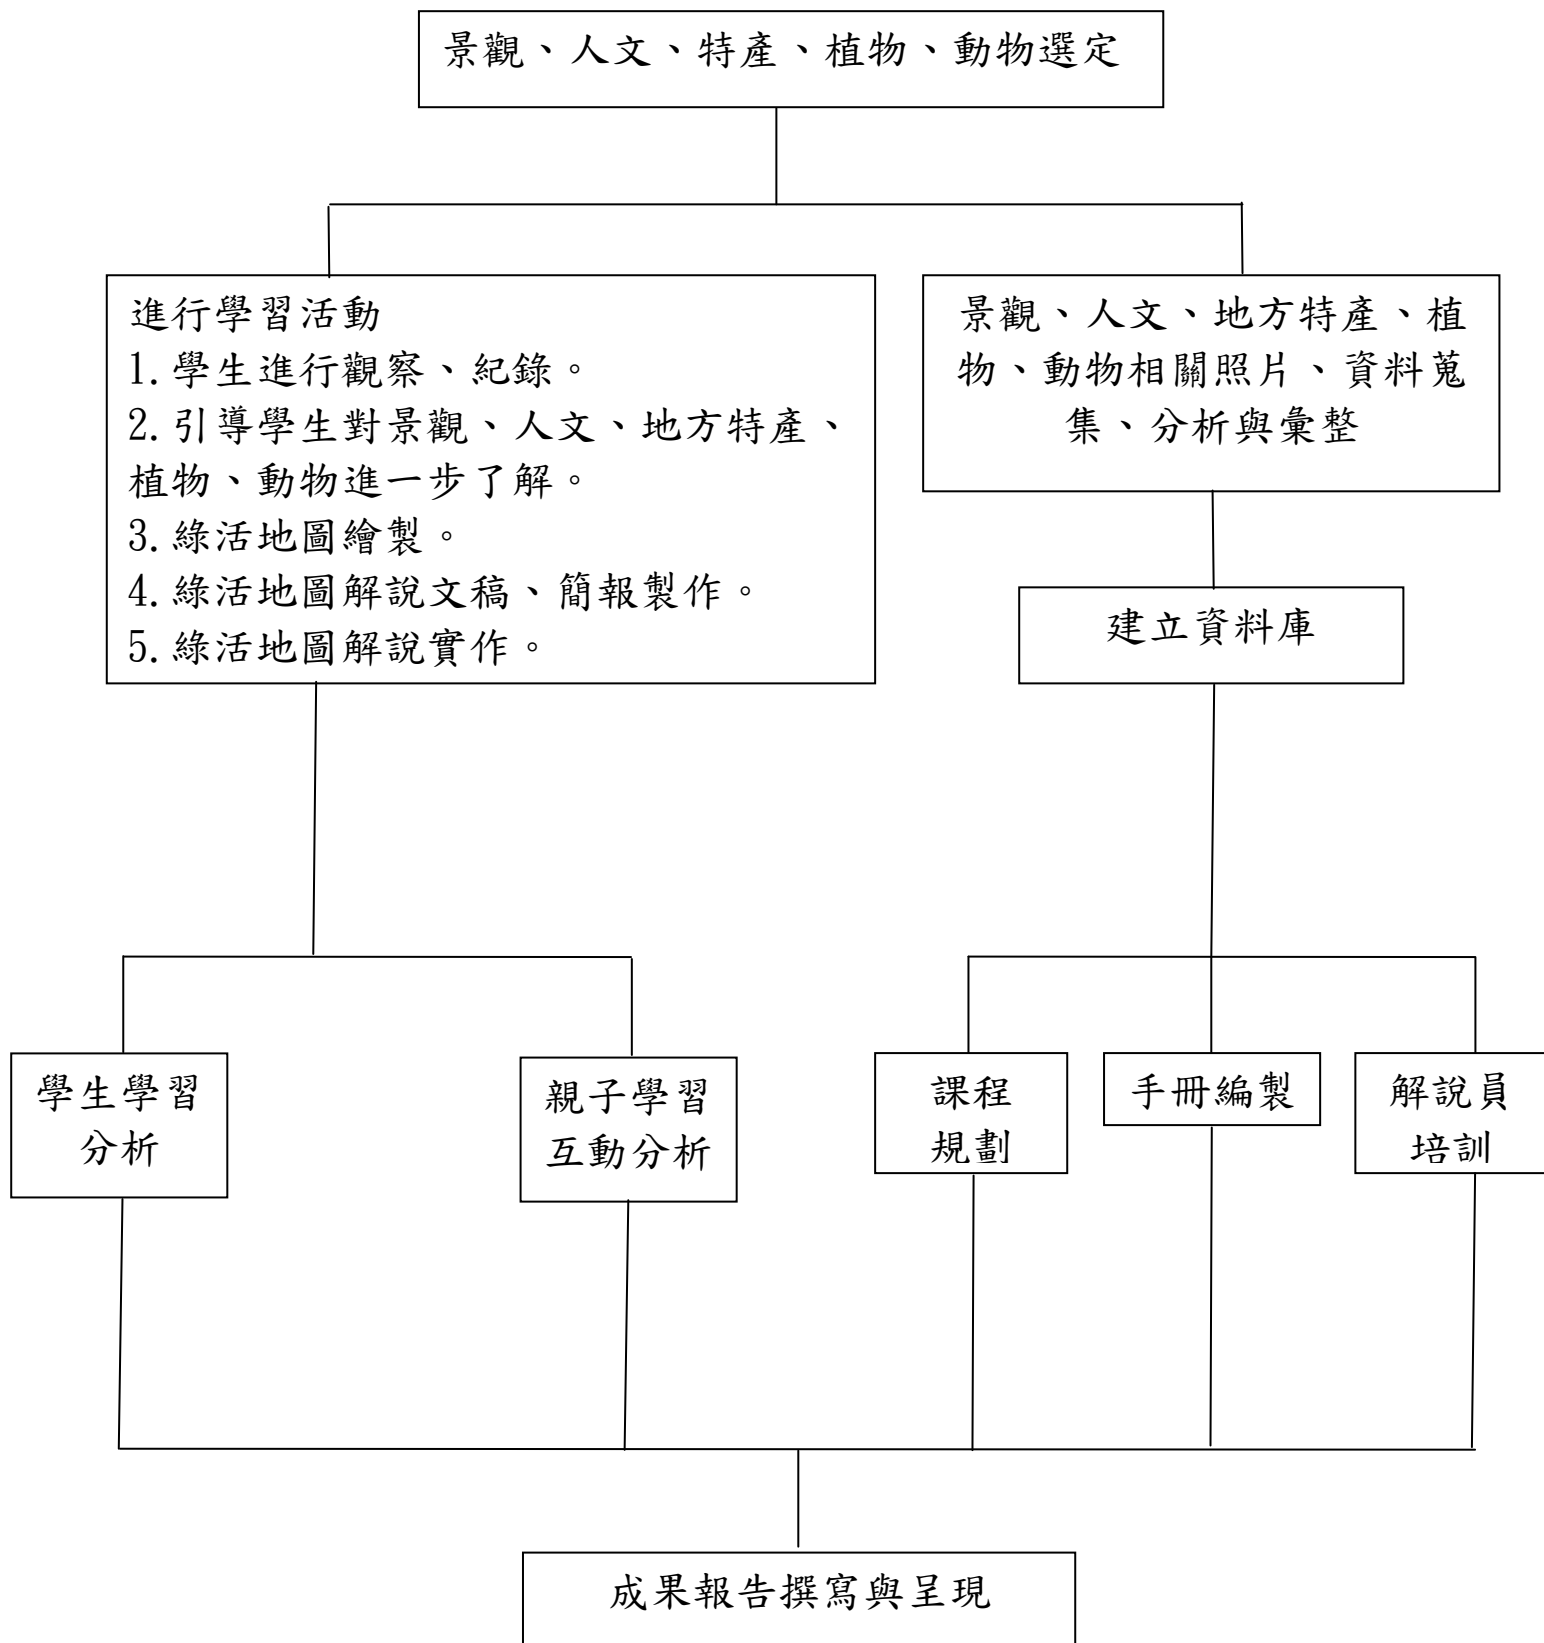 景觀、人文、特產、植物、動物選定
進行學習活動
1. 學生進行觀察、紀錄。
2. 引導學生對景觀、人文、地方特產、
植物、動物進一步了解。
3. 綠活地圖繪製。
4. 綠活地圖解說文稿、簡報製作。
5. 綠活地圖解說實作。
景觀、人文、地方特產、植
物、動物相關照片、資料蒐
集、分析與彙整
建立資料庫
學生學習
分析
親子學習
互動分析
課程
規劃
手冊編製
解說員
培訓
成果報告撰寫與呈現